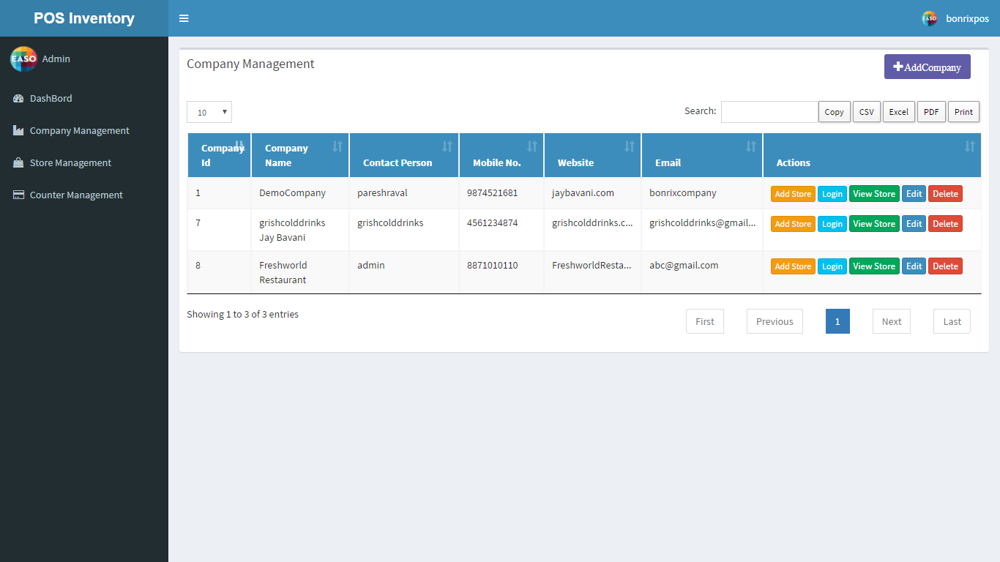 POS Inventory
bonrixpos
EASO Admin
DashBord
Company Management
Store Management
Counter Management
Company Management
AddCompany
10
Search:
Copy CSV Excel PDF Print
Company Id Company Name Contact Person Mobile No. Website Email Actions
1 DemoCompany pareshraval 9874521681 jaybavani.com bonrixcompany Add Store Login View Store Edit Delete
7 grishcolddrinks grishcolddrinks 4561234874 grishcolddrinks.c... grishcolddrinks@gmail... Add Store Login View Store Edit Delete
Jay Bavani
8 Freshworld admin 8871010110 FreshworldResta... abc@gmail.com Add Store Login View Store Edit Delete
Restaurant
Showing 1 to 3 of 3 entries
First Previous 1 Next Last